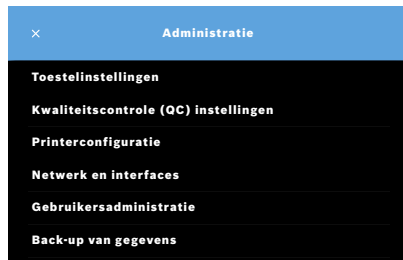 Administratie
Toestelinstellingen
Kwaliteitscontrole (QC) instellingen
Printerconfiguratie
Netwerk en interfaces
Gebruikersadministratie
Back-up van gegevens